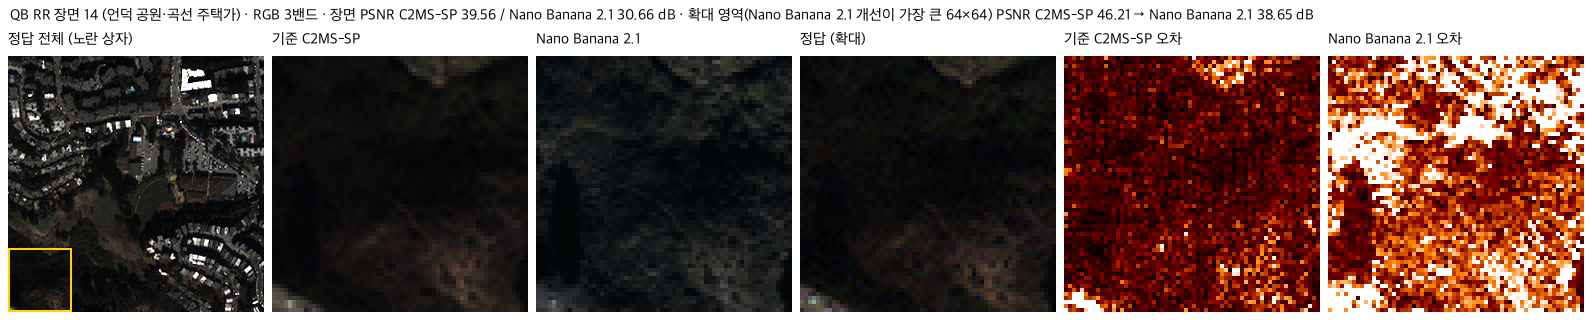 QB RR 장면 14 (언덕 공원·곡선 주택가) · RGB 3밴드 · 장면 PSNR C2MS-SP 39.56 / Nano Banana 2.1 30.66 dB · 확대 영역(Nano Banana 2.1 개선이 가장 큰 64×64) PSNR C2MS-SP 46.21 → Nano Banana 2.1 38.65 dB
정답 전체 (노란 상자)
기준 C2MS-SP
Nano Banana 2.1
정답 (확대)
기준 C2MS-SP 오차
Nano Banana 2.1 오차